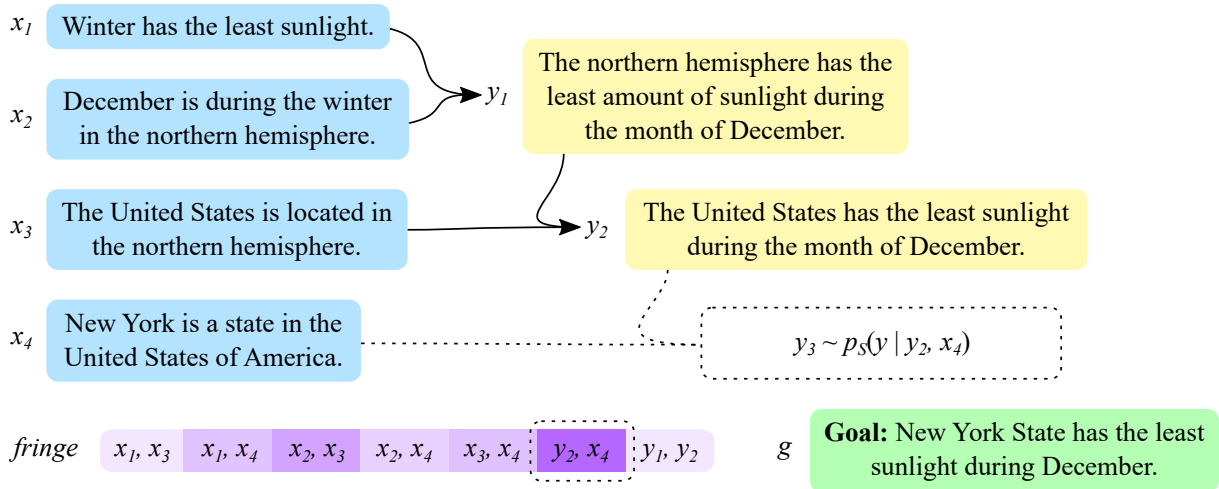 x1 Winter has the least sunlight.
x2 December is during the winter
in the northern hemisphere.
y1 The northern hemisphere has the
least amount of sunlight during
the month of December.
x3 The United States is located in
the northern hemisphere.
y2 The United States has the least sunlight
during the month of December.
x4 New York is a state in the
United States of America.
y3 ~ pS(y | y2, x4)
fringe x1, x3 x1, x4 x2, x3 x2, x4 x3, x4 y2, x4 y1, y2
g Goal: New York State has the least
sunlight during December.